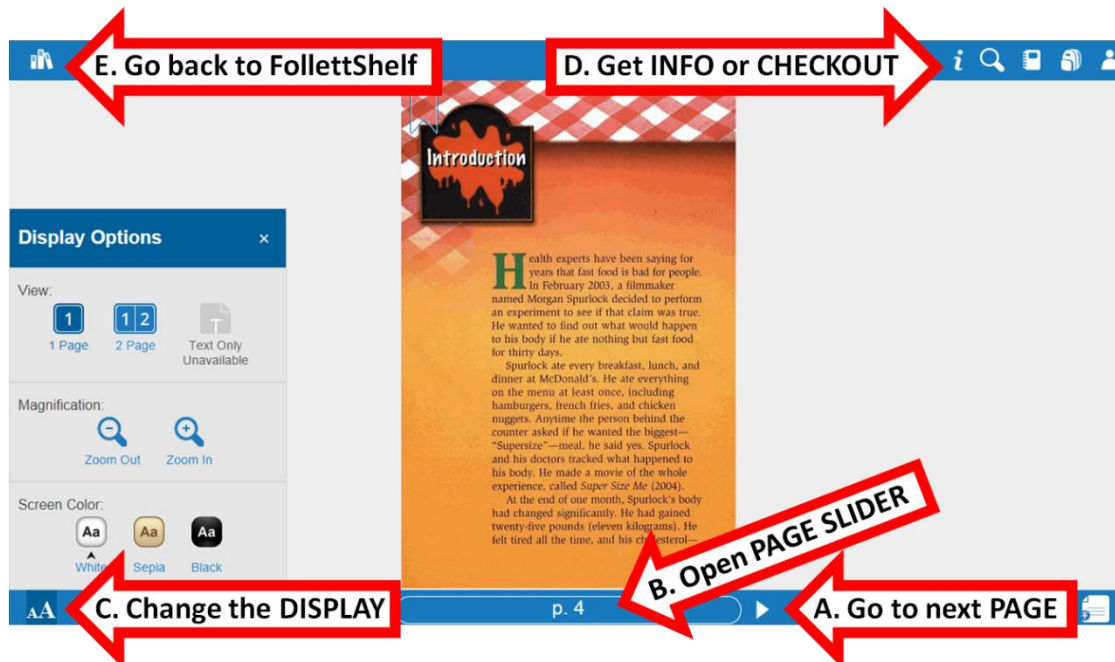 E. Go back to FollettShelf
D. Get INFO or CHECKOUT
i
Introduction
Display Options ×
View:
1
1 2
T
1 Page
2 Page
Text Only
Unavailable
Magnification:
Zoom Out
Zoom In
Screen Color:
Aa
Aa
Aa
White
Sepia
Black
Health experts have been saying for
years that fast food is bad for people.
In February 2003, a filmmaker
named Morgan Spurlock decided to perform
an experiment to see if that claim was true.
He wanted to find out what would happen
to his body if he ate nothing but fast food
for thirty days.
Spurlock ate every breakfast, lunch, and
dinner at McDonald's. He ate everything
on the menu at least once, including
hamburgers, french fries, and chicken
nuggets. Anytime the person behind the
counter asked if he wanted the biggest—
“Supersize”—meal, he said yes. Spurlock
and his doctors tracked what happened to
his body. He made a movie of the whole
experience, called Super Size Me (2004).
At the end of one month, Spurlock's body
had changed significantly. He had gained
twenty-five pounds (eleven kilograms). He
felt tired all the time, and his cholesterol—
B. Open PAGE SLIDER
AA
C. Change the DISPLAY
p. 4
A. Go to next PAGE